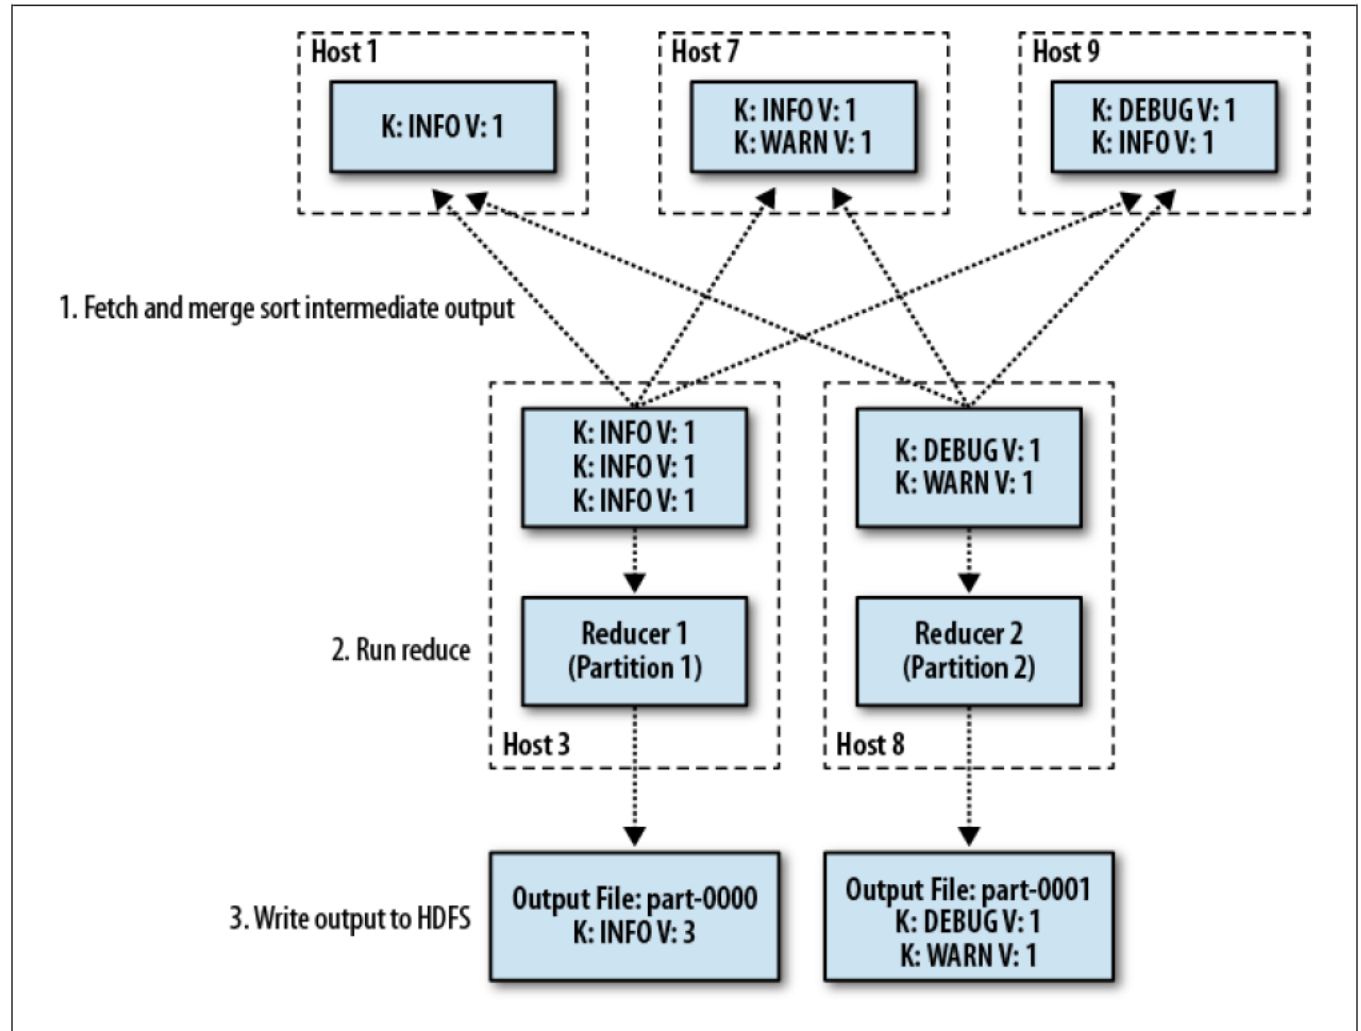 Host 1
K: INFO V: 1
Host 7
K: INFO V: 1
K: WARN V: 1
Host 9
K: DEBUG V: 1
K: INFO V: 1
1. Fetch and merge sort intermediate output
K: INFO V: 1
K: INFO V: 1
K: INFO V: 1
K: DEBUG V: 1
K: WARN V: 1
2. Run reduce
Reducer 1
(Partition 1)
Host 3
Reducer 2
(Partition 2)
Host 8
3. Write output to HDFS
Output File: part-0000
K: INFO V: 3
Output File: part-0001
K: DEBUG V: 1
K: WARN V: 1